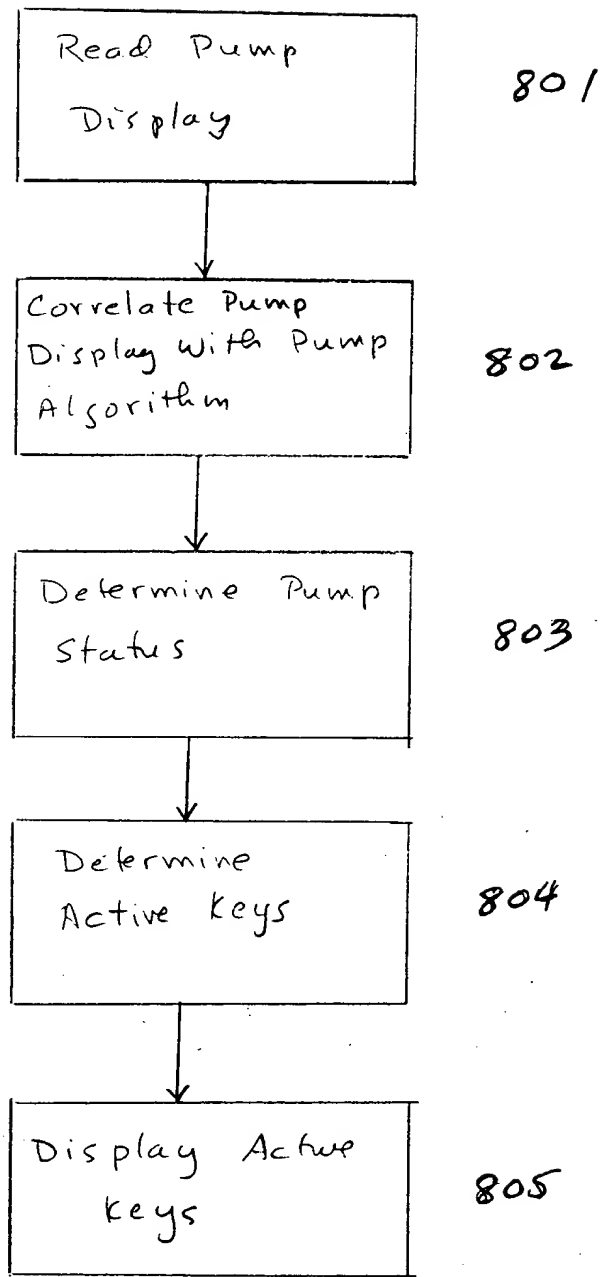 Read Pump
Display
801
Correlate Pump
Display with Pump
Algorithm
802
Determine Pump
Status
803
Determine
Active Keys
804
Display Active
Keys
805